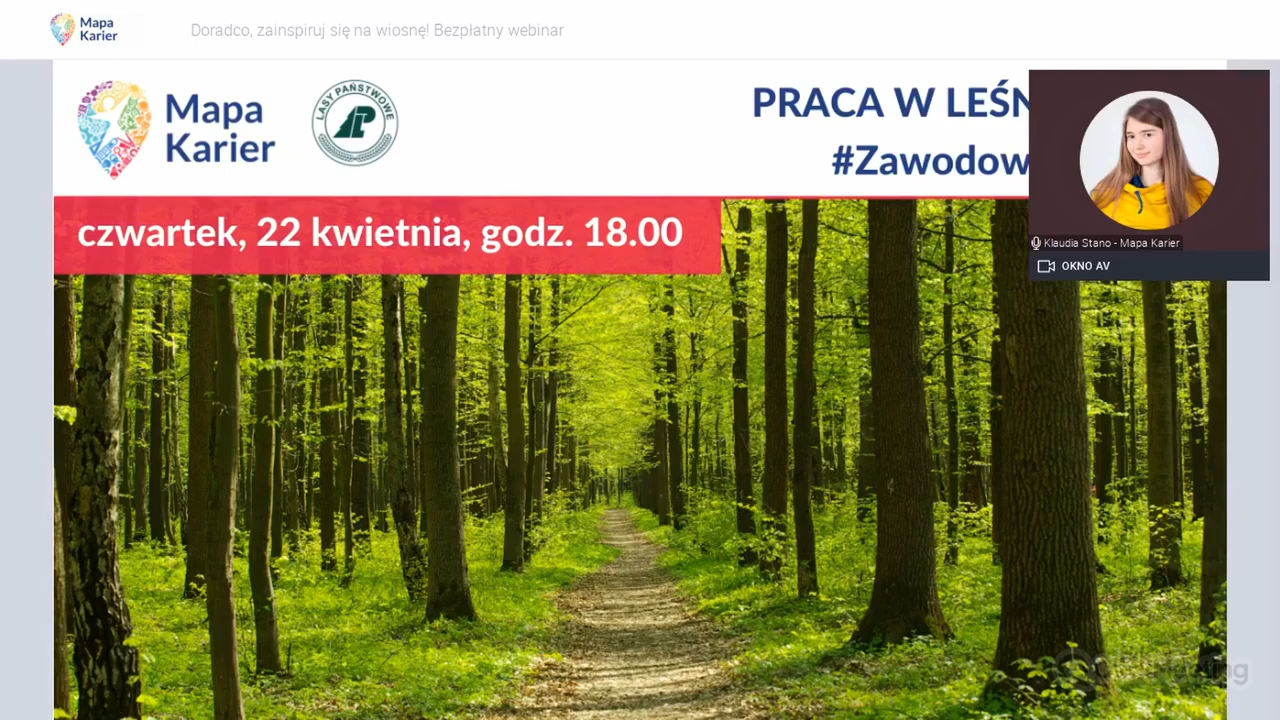 Mapa
Karier
Doradco, zainspiruj się na wiosnę! Bezpłatny webinar
Mapa
Karier
LASY PAŃSTWOWE
PRACA W LEŚN
#Zawodow
czwartek, 22 kwietnia, godz. 18.00
Klaudia Stano - Mapa Karier
OKNO AV